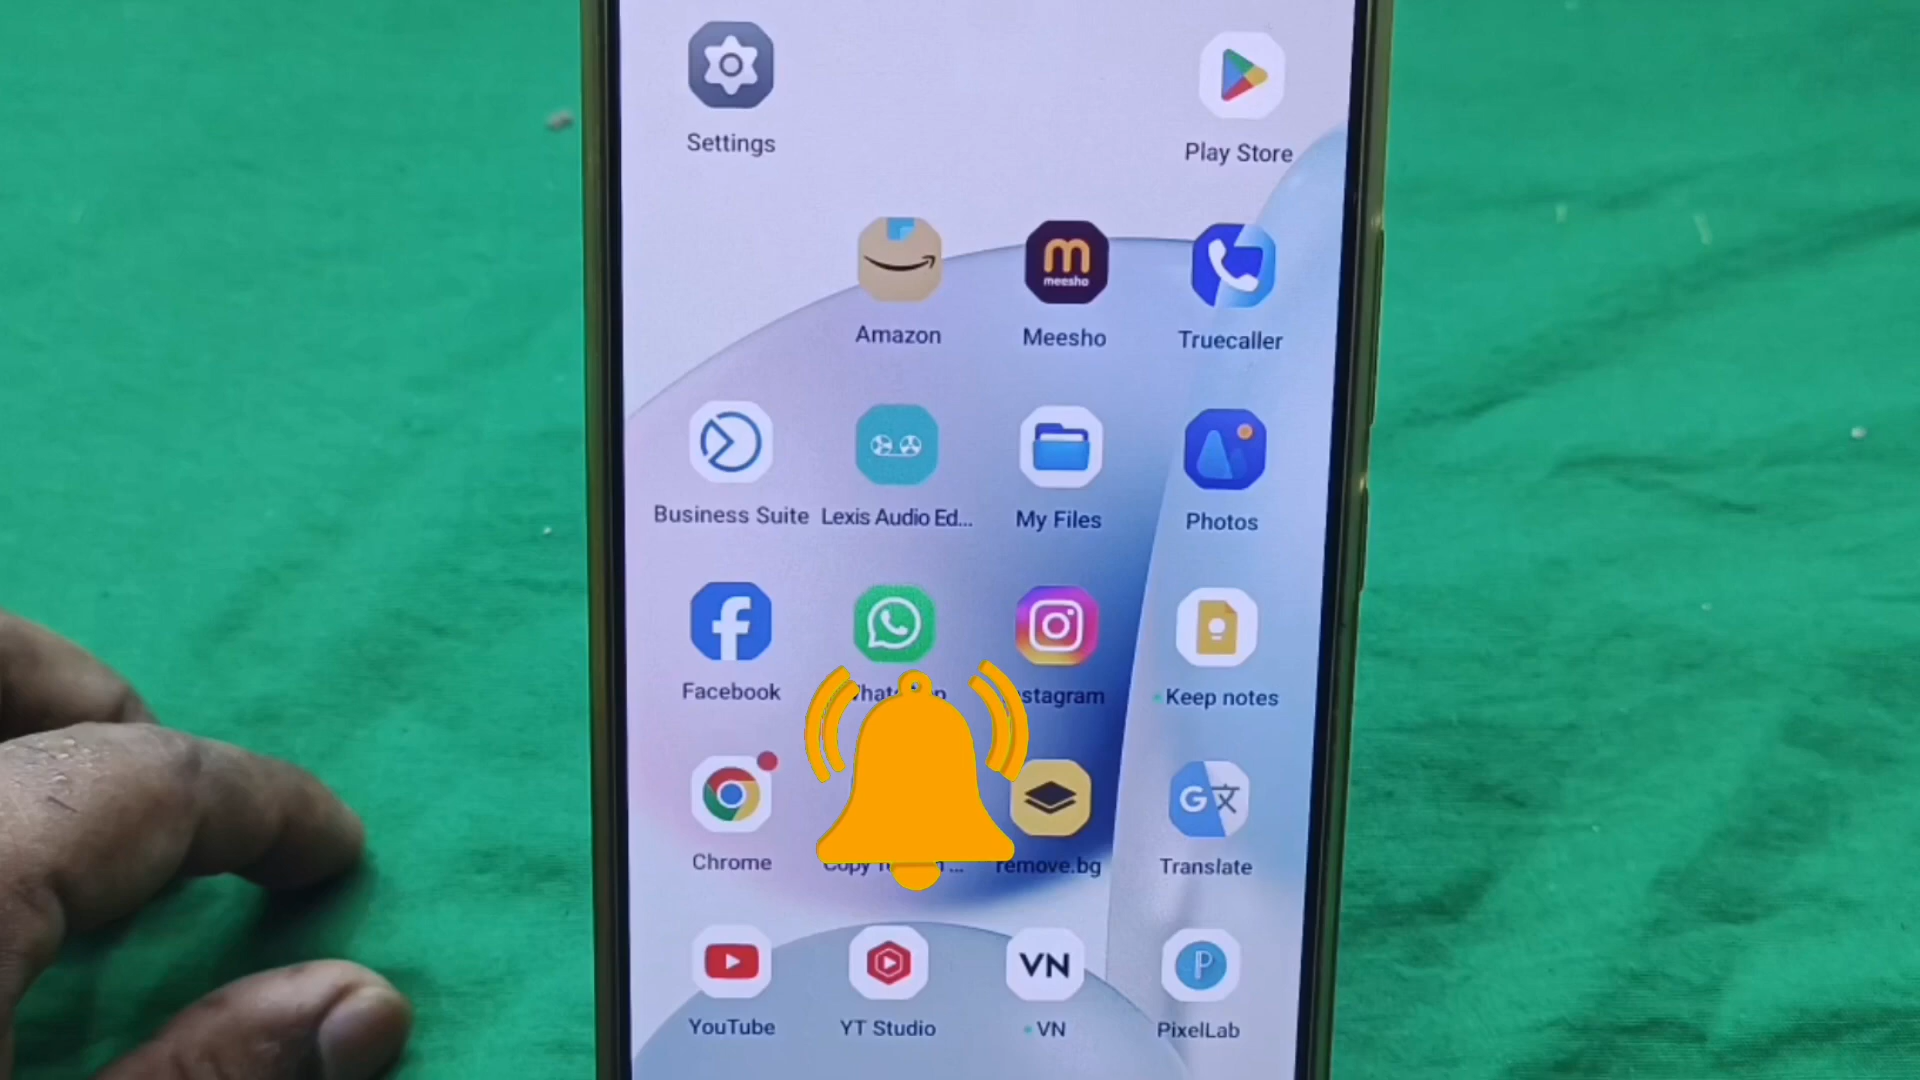 Settings
Play Store
meesho
Amazon
Meesho
Truecaller
Business Suite
Lexis Audio Ed...
My Files
Photos
Facebook
stagram
Keep notes
Chrome
Copy
remove.bg
Translate
VN
YouTube
YT Studio
VN
PixelLab